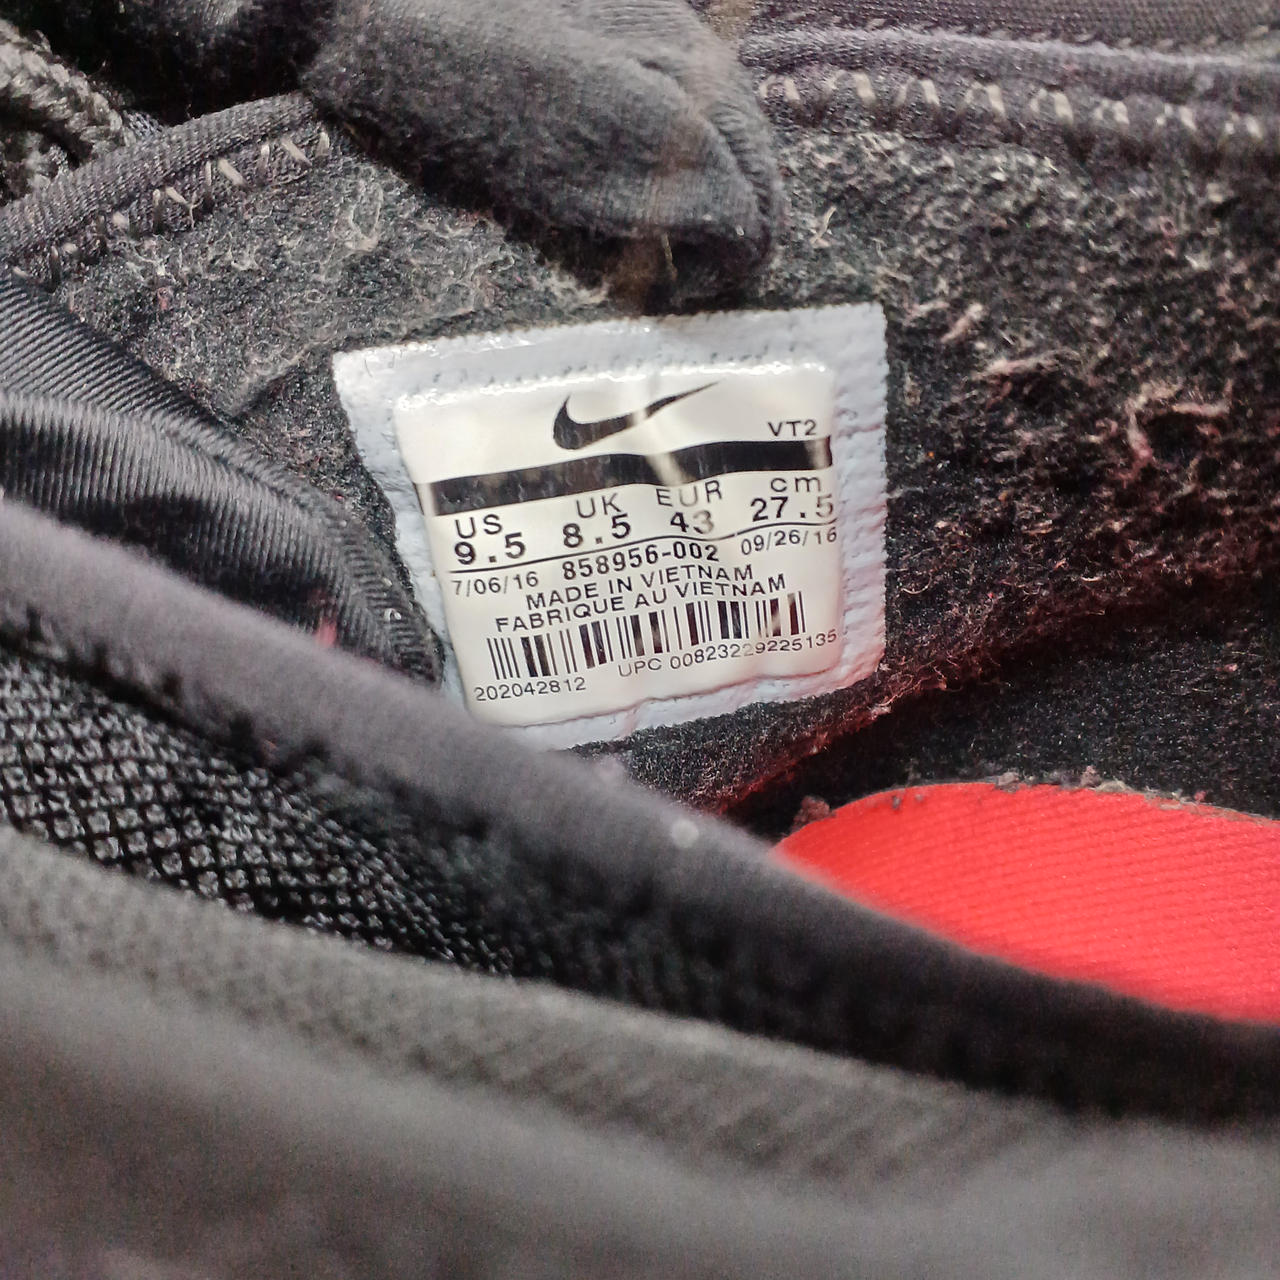 VT2
US UK EUR cm
9.5 8.5 43 27.5
7/06/16 858956-002 09/26/16
MADE IN VIETNAM
FABRIQUE AU VIETNAM
202042812 UPC 00823229225135